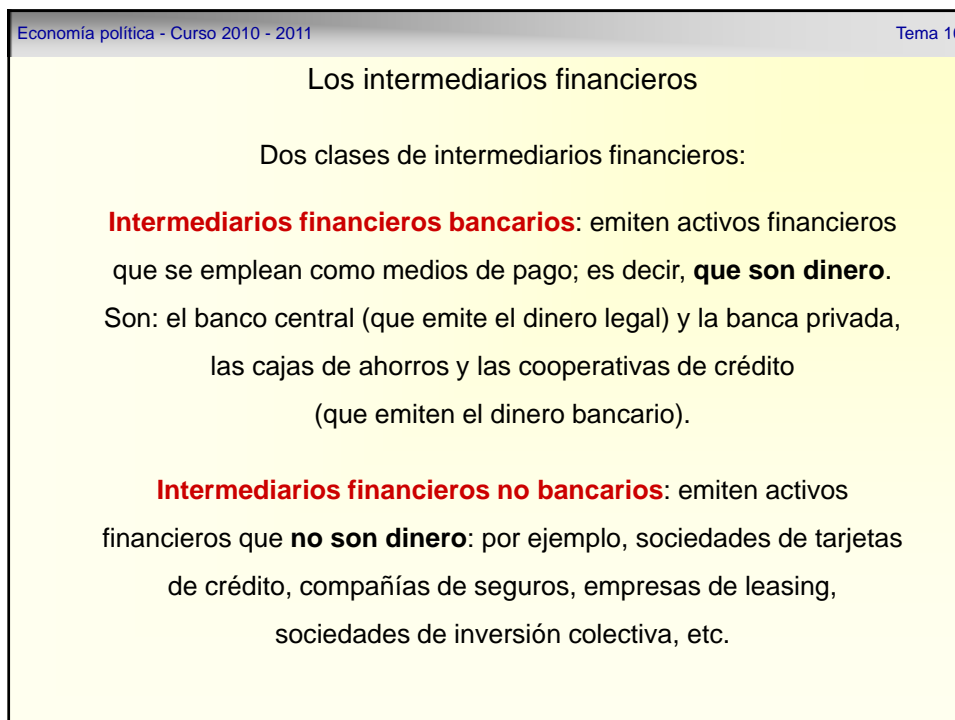 Economía política - Curso 2010 - 2011 Tema 10
Los intermediarios financieros
Dos clases de intermediarios financieros:
Intermediarios financieros bancarios: emiten activos financieros
que se emplean como medios de pago; es decir, que son dinero.
Son: el banco central (que emite el dinero legal) y la banca privada,
las cajas de ahorros y las cooperativas de crédito
(que emiten el dinero bancario).
Intermediarios financieros no bancarios: emiten activos
financieros que no son dinero: por ejemplo, sociedades de tarjetas
de crédito, compañías de seguros, empresas de leasing,
sociedades de inversión colectiva, etc.